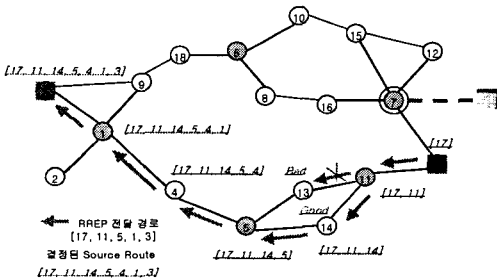 10
15
12
18
6
[17, 11, 14, 5, 4, 1, 3]
9
8
16
7
1
[17, 11, 14, 5, 4, 1]
[17]
2
[17, 11, 14, 5, 4]
Bad
11
4
13
[17, 11]
Good
RREP 전달 경로
[17, 11, 5, 1, 3]
5
14
[17, 11, 14, 5]
[17, 11, 14]
결정된 Source Route
[17, 11, 14, 5, 4, 1, 3]